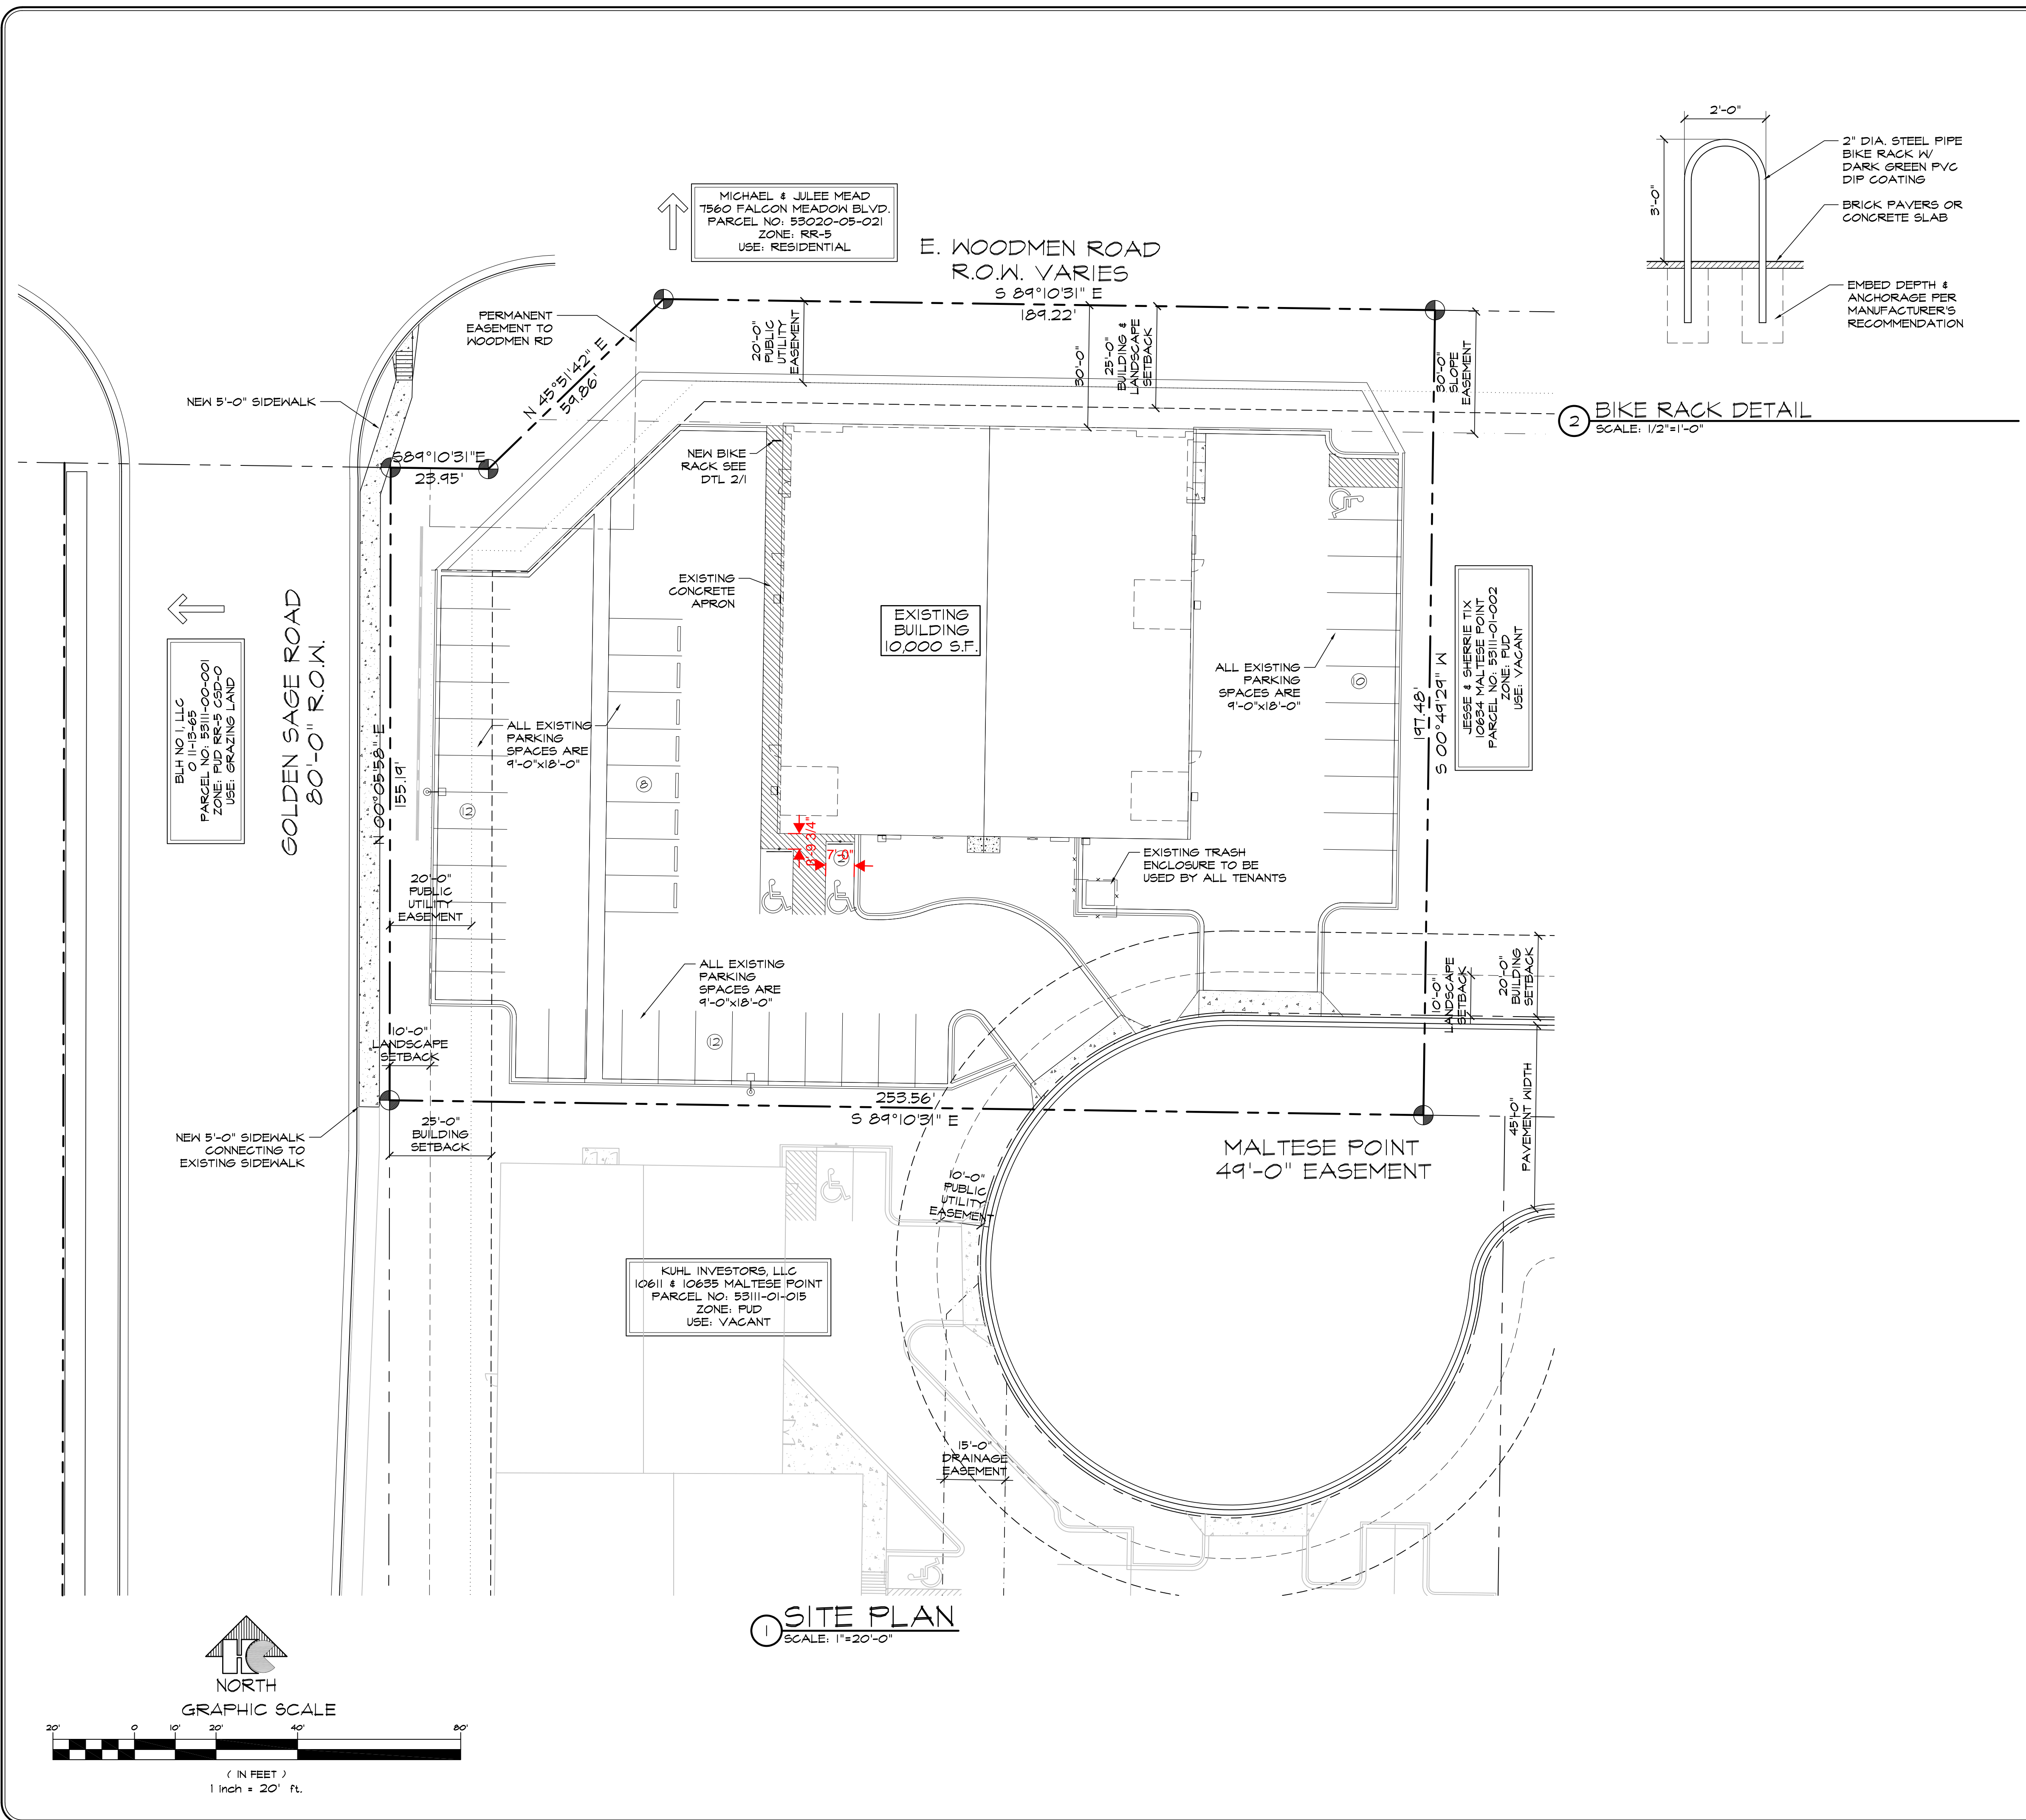 2'-0"
3'-0"
2" DIA. STEEL PIPE
BIKE RACK W/
DARK GREEN PVC
DIP COATING
BRICK PAVERS OR
CONCRETE SLAB
EMBED DEPTH &
ANCHORAGE PER
MANUFACTURER'S
RECOMMENDATION
2
BIKE RACK DETAIL
SCALE: 1/2"=1'-0"
MICHAEL & JULEE MEAD
7560 FALCON MEADOW BLVD.
PARCEL NO: 53020-05-021
ZONE: RR-5
USE: RESIDENTIAL
E. WOODMEN ROAD
R.O.W. VARIES
S 89°10'31" E
189.22'
PERMANENT
EASEMENT TO
WOODMEN RD
N 45°51'42" E
59.86'
20'-0"
PUBLIC
UTILITY
EASEMENT
30'-0"
25'-0"
BUILDING &
LANDSCAPE
SETBACK
30'-0"
SLOPE
EASEMENT
NEW 5'-0" SIDEWALK
S89°10'31"E
23.95'
NEW BIKE
RACK SEE
DTL 2/1
EXISTING
CONCRETE
APRON
EXISTING
BUILDING
10,000 S.F.
GOLDEN SAGE ROAD
80'-0" R.O.W.
BLH NO 1, LLC
0 11-13-65
PARCEL NO: 53111-00-001
ZONE: PUD RR-5 CSD-O
USE: GRAZING LAND
N 00°05'58" E
155.19'
ALL EXISTING
PARKING
SPACES ARE
9'-0"x18'-0"
12
8
ALL EXISTING
PARKING
SPACES ARE
9'-0"x18'-0"
10
197.48'
S 00°49'29" W
JESSE & SHERRIE TIX
10634 MALTESE POINT
PARCEL NO: 53111-01-002
ZONE: PUD
USE: VACANT
7'-0"
2
EXISTING TRASH
ENCLOSURE TO BE
USED BY ALL TENANTS
20'-0"
PUBLIC
UTILITY
EASEMENT
ALL EXISTING
PARKING
SPACES ARE
9'-0"x18'-0"
12
10'-0"
LANDSCAPE
SETBACK
20'-0"
BUILDING
SETBACK
10'-0"
LANDSCAPE
SETBACK
253.56'
S 89°10'31" E
25'-0"
BUILDING
SETBACK
NEW 5'-0" SIDEWALK
CONNECTING TO
EXISTING SIDEWALK
45'-0"
PAVEMENT WIDTH
MALTESE POINT
49'-0" EASEMENT
10'-0"
PUBLIC
UTILITY
EASEMENT
KUHL INVESTORS, LLC
10611 & 10635 MALTESE POINT
PARCEL NO: 53111-01-015
ZONE: PUD
USE: VACANT
15'-0"
DRAINAGE
EASEMENT
1
SITE PLAN
SCALE: 1"=20'-0"
NORTH
GRAPHIC SCALE
20' 0 10' 20' 40' 80'
( IN FEET )
1 inch = 20' ft.